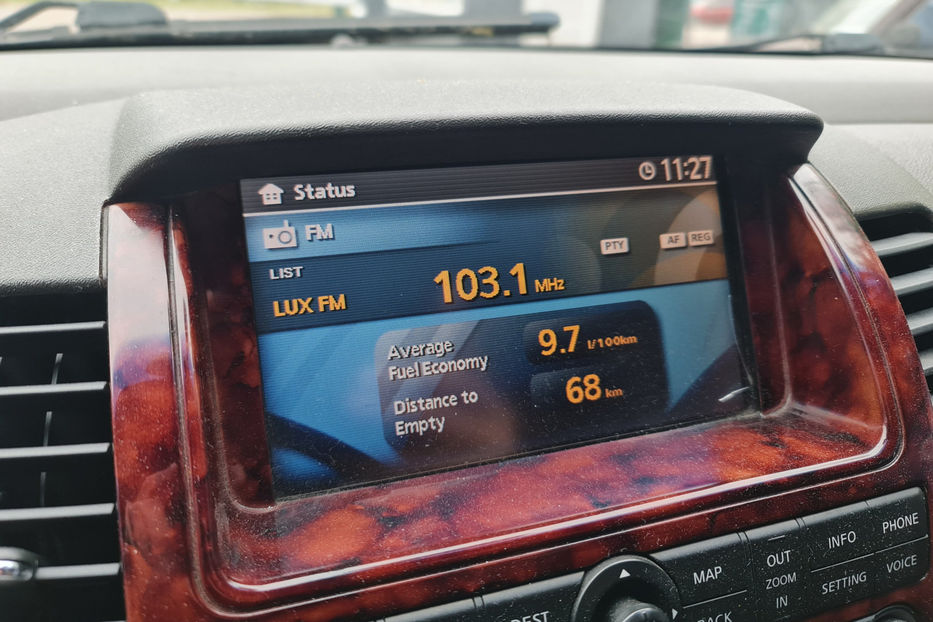 Status
11:27
FM
PTY
AF
REG
LIST
LUX FM
103.1 MHz
Average
Fuel Economy
9.7 l/100km
Distance to
Empty
68 km
MAP
OUT
ZOOM
IN
INFO
SETTING
PHONE
VOICE